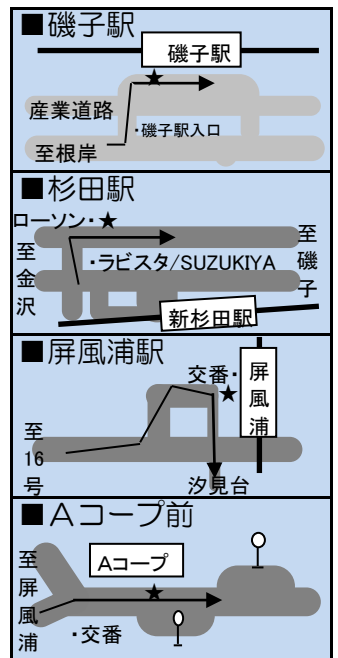 ■磯子駅
磯子駅
産業道路
・磯子駅入口
至根岸
■杉田駅
ローソン・★
至金沢
・ラビスタ/SUZUKIYA
至磯子
新杉田駅
■屏風浦駅
交番・
★
屏風浦
至16号
汐見台
■Aコープ前
至屏風浦
Aコープ
★
・交番